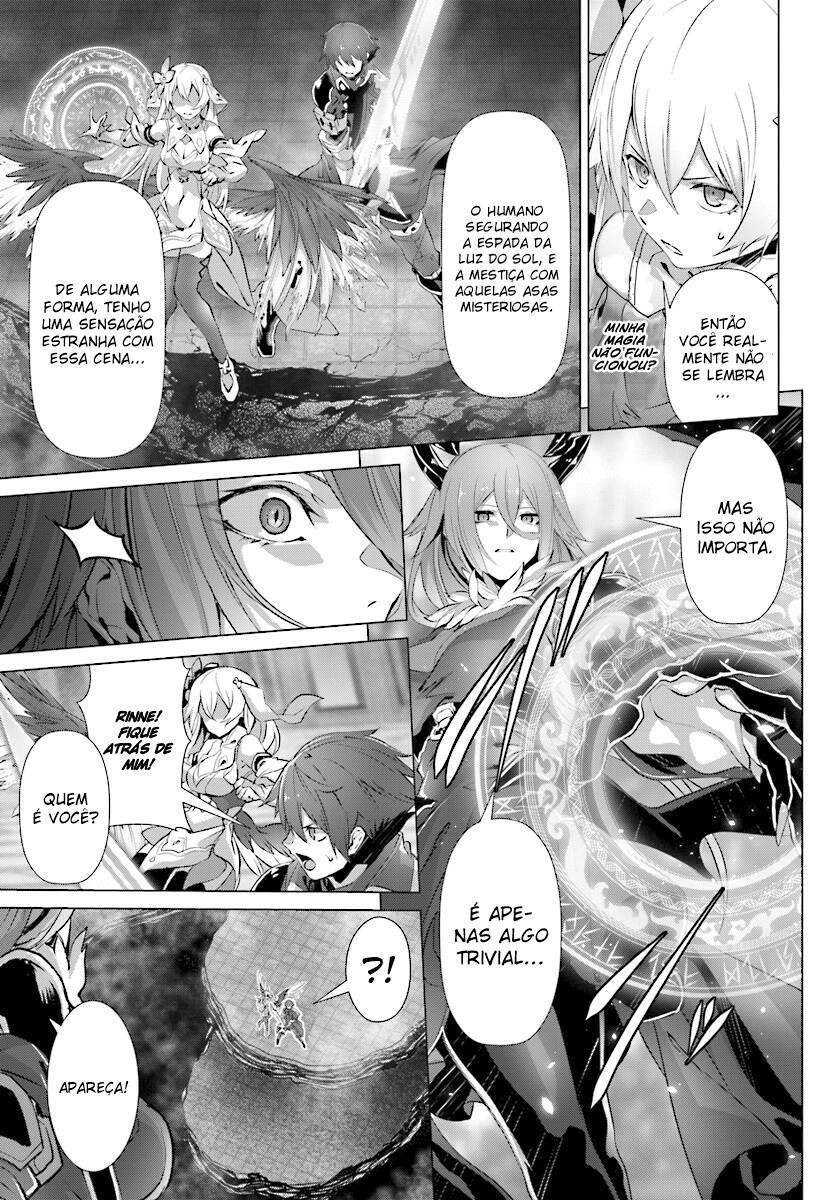 ENTÃO
VOCÊ REAL-
MENTE NÃO
SE LEMBRA
...
MINHA
MAGIA
NÃO FUN-
CIONOU?
O HUMANO
SEGURANDO
A ESPADA DA
LUZ DO SOL, E
A MESTIÇA COM
AQUELAS ASAS
MISTERIOSAS.
DE ALGUMA
FORMA, TENHO
UMA SENSAÇÃO
ESTRANHA COM
ESSA CENA...
MAS
ISSO NÃO
IMPORTA.
É APE-
NAS ALGO
TRIVIAL...
RINNE!
FIQUE
ATRÁS DE
MIM!
QUEM
É VOCÊ?
?!
APAREÇA!